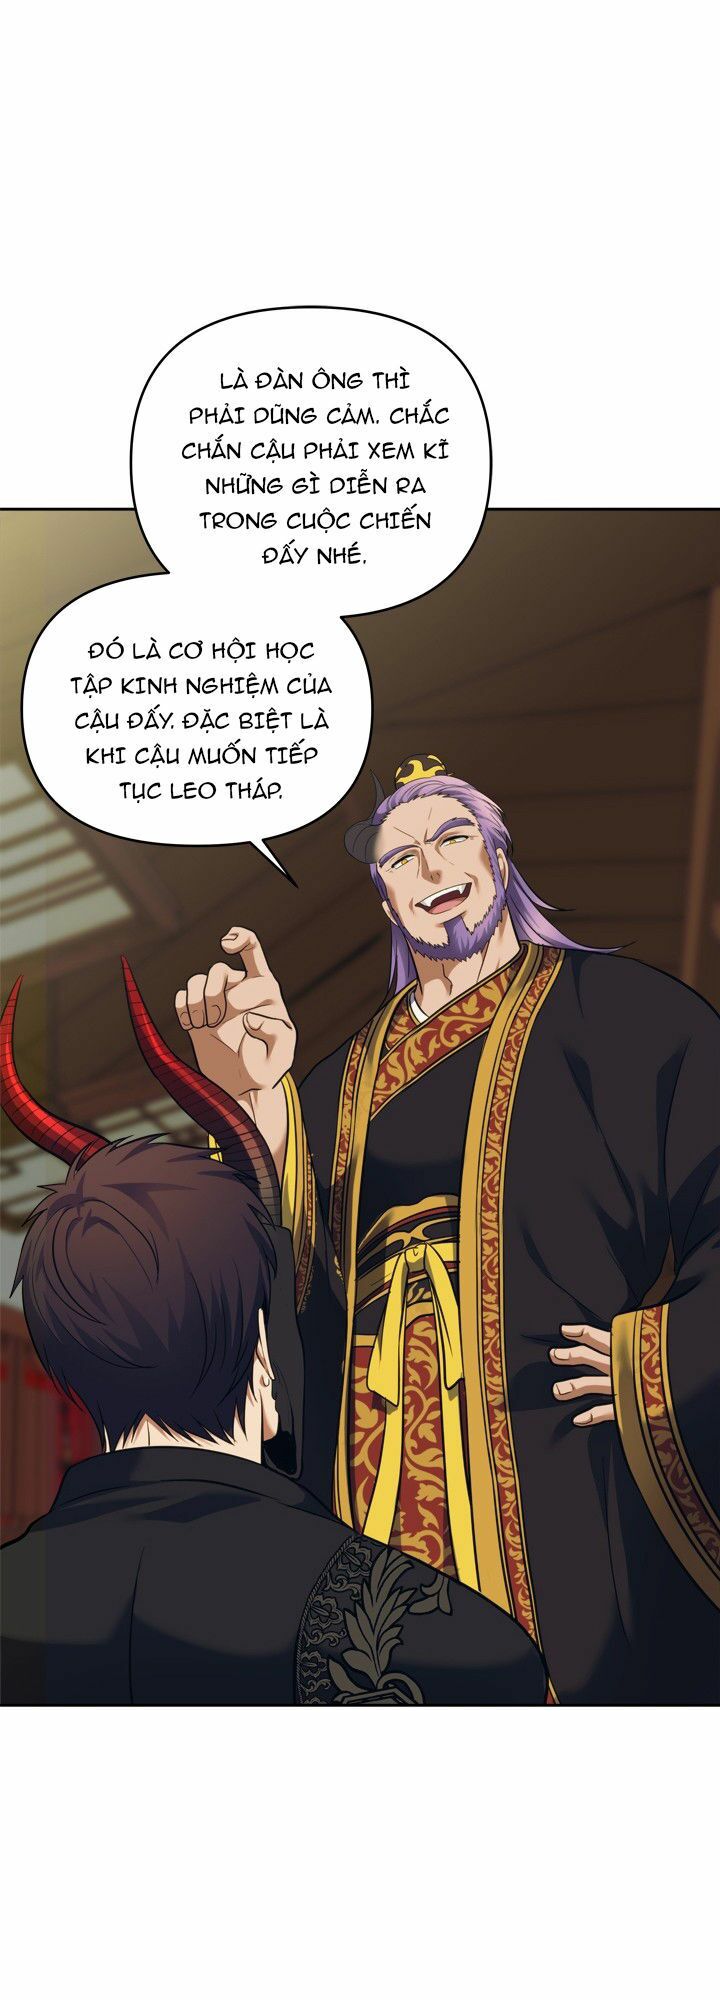 LÀ ĐÀN ÔNG THÌ
PHẢI DŨNG CẢM. CHẮC
CHẮN CẬU PHẢI XEM KĨ
NHỮNG GÌ DIỄN RA
TRONG CUỘC CHIẾN
ĐẤY NHÉ.
ĐÓ LÀ CƠ HỘI HỌC
TẬP KINH NGHIỆM CỦA
CẬU ĐẤY. ĐẶC BIỆT LÀ
KHI CẬU MUỐN TIẾP
TỤC LEO THÁP.